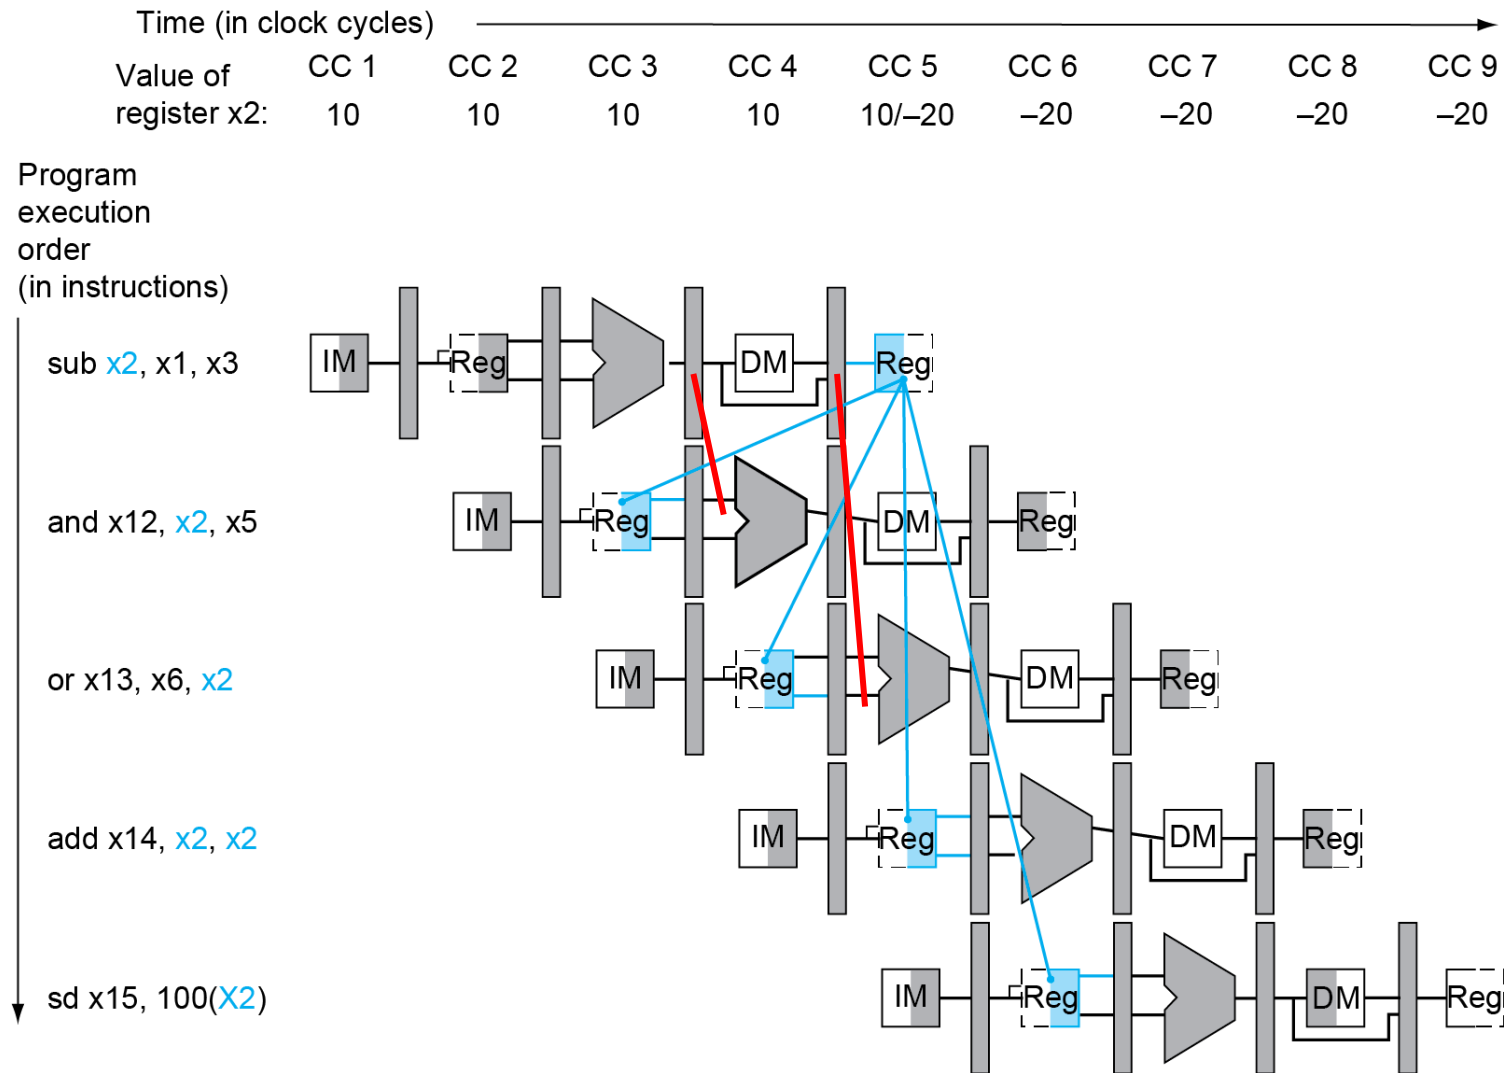 Time (in clock cycles)
Value of register x2:
CC 1 CC 2 CC 3 CC 4 CC 5 CC 6 CC 7 CC 8 CC 9
10 10 10 10 10/–20 –20 –20 –20 –20
Program
execution
order
(in instructions)
sub x2, x1, x3
IM Reg DM Reg
and x12, x2, x5
IM Reg DM Reg
or x13, x6, x2
IM Reg DM Reg
add x14, x2, x2
IM Reg DM Reg
sd x15, 100(X2)
IM Reg DM Reg